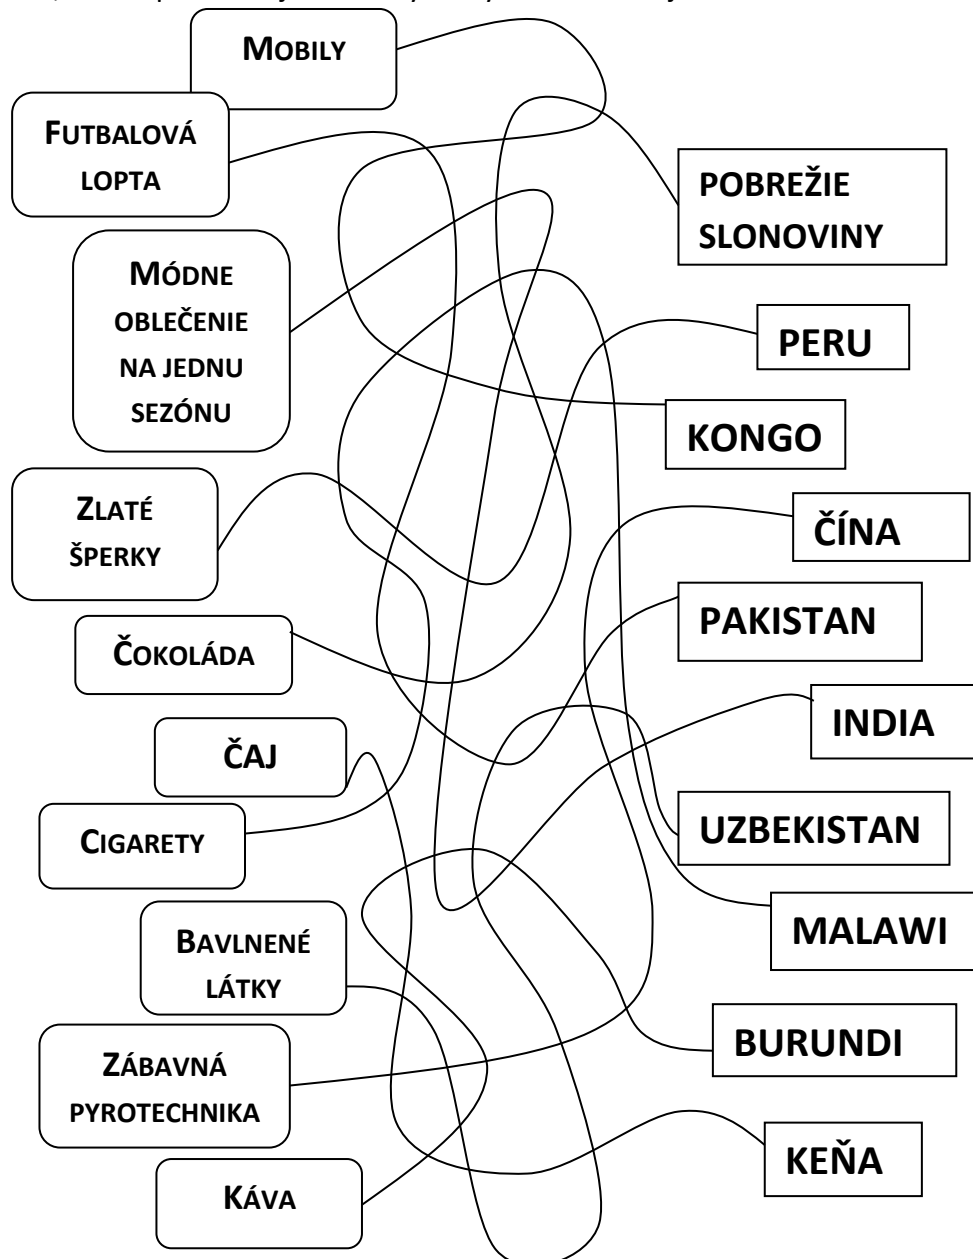 MOBILY
FUTBALOVÁ
LOPTA
MÓDNE
OBLEČENIE
NA JEDNU
SEZÓNU
ZLATÉ
ŠPERKY
ČOKOLÁDA
ČAJ
CIGARETY
BAVLNENÉ
LÁTKY
ZÁBAVNÁ
PYROTECHNIKA
KÁVA
POBREŽIE
SLONOVINY
PERU
KONGO
ČÍNA
PAKISTAN
INDIA
UZBEKISTAN
MALAWI
BURUNDI
KEŇA